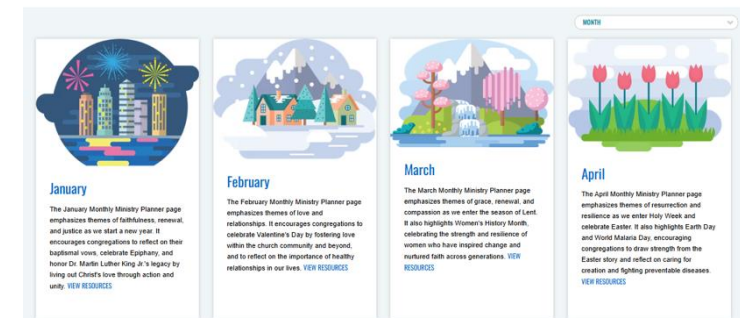 MONTH
January
The January Monthly Ministry Planner page
emphasizes themes of faithfulness, renewal,
and justice as we start a new year. It
encourages congregations to reflect on their
baptismal vows, celebrate Epiphany, and
honor Dr. Martin Luther King Jr.'s legacy by
living out Christ's love through action and
unity. VIEW RESOURCES
February
The February Monthly Ministry Planner page
emphasizes themes of love and
relationships. It encourages congregations to
celebrate Valentine's Day by fostering love
within the church community and beyond,
and to reflect on the importance of healthy
relationships in our lives. VIEW RESOURCES
March
The March Monthly Ministry Planner page
emphasizes themes of grace, renewal, and
compassion as we enter the season of Lent.
It also highlights Women's History Month,
celebrating the strength and resilience of
women who have inspired change and
nurtured faith across generations. VIEW
RESOURCES
April
The April Monthly Ministry Planner page
emphasizes themes of resurrection and
resilience as we enter Holy Week and
celebrate Easter. It also highlights Earth Day
and World Malaria Day, encouraging
congregations to draw strength from the
Easter story and reflect on caring for
creation and fighting preventable diseases.
VIEW RESOURCES